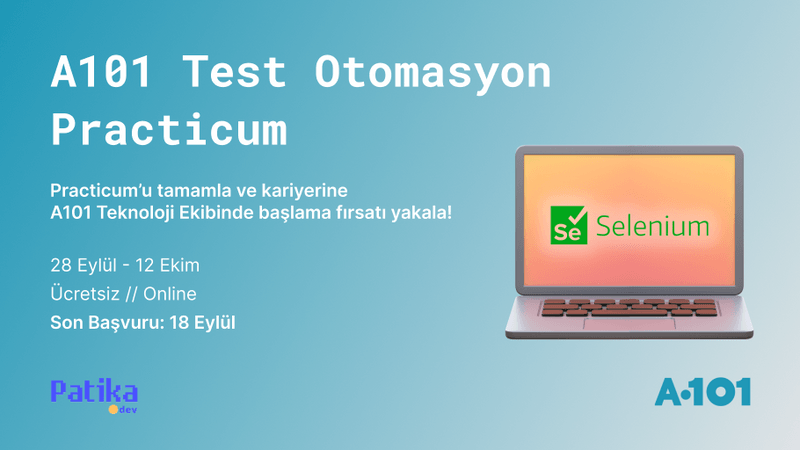 A101 Test Otomasyon
Practicum
Practicum'u tamamla ve kariyerine
A101 Teknoloji Ekibinde başlama fırsatı yakala!
28 Eylül - 12 Ekim
Ücretsiz // Online
Son Başvuru: 18 Eylül
Se Selenium
Patika
dev
A101